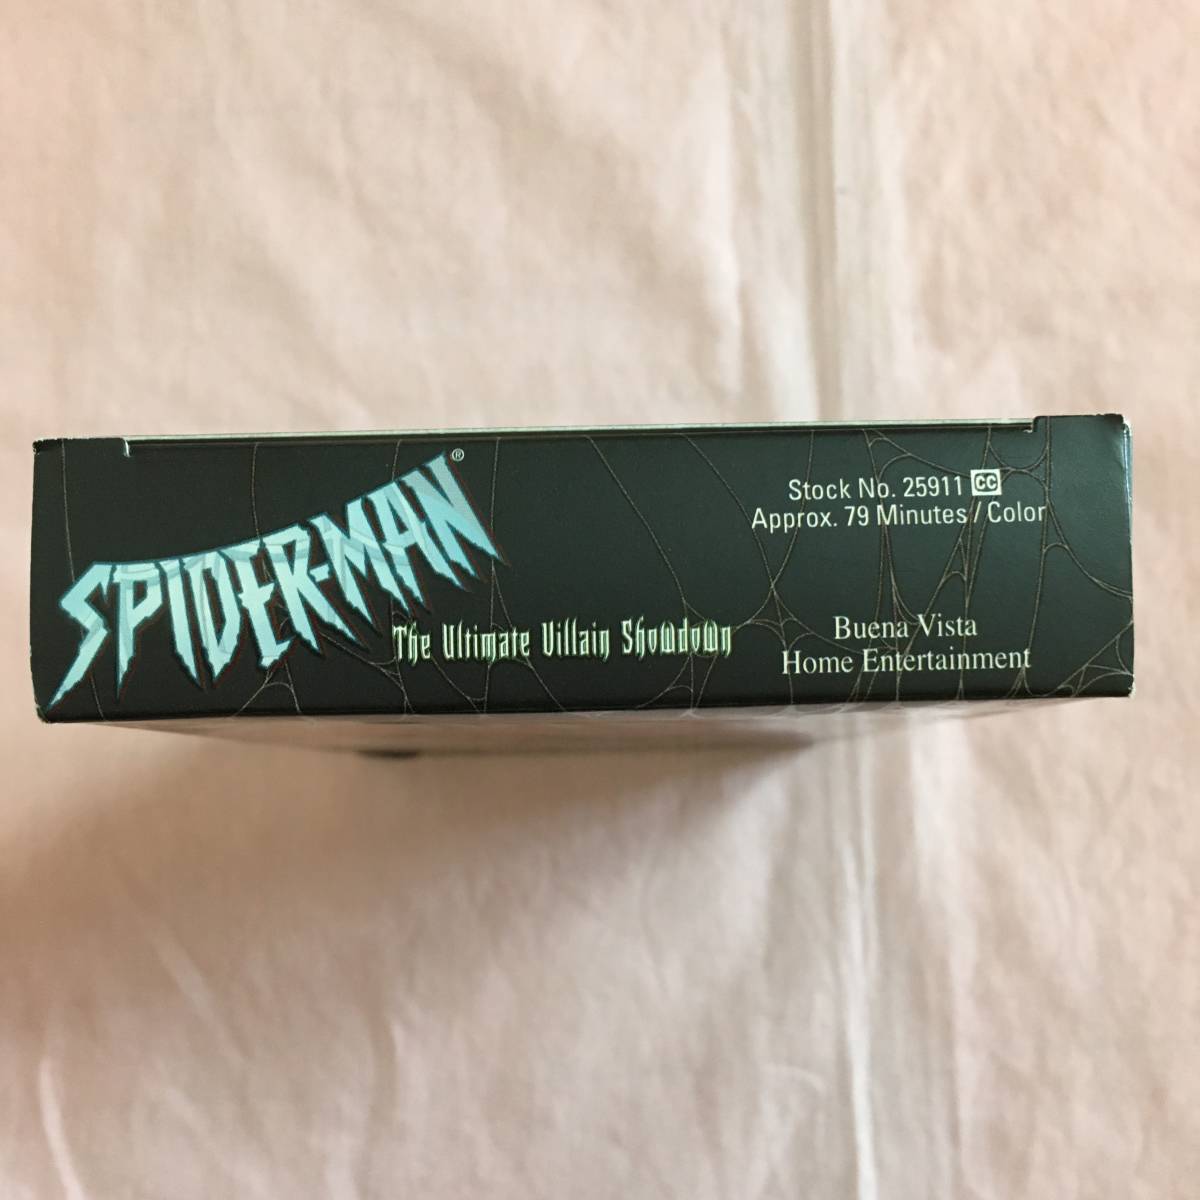 SPIDER-MAN®
The Ultimate Villain Showdown
Stock No. 25911 CC
Approx. 79 Minutes / Color
Buena Vista
Home Entertainment